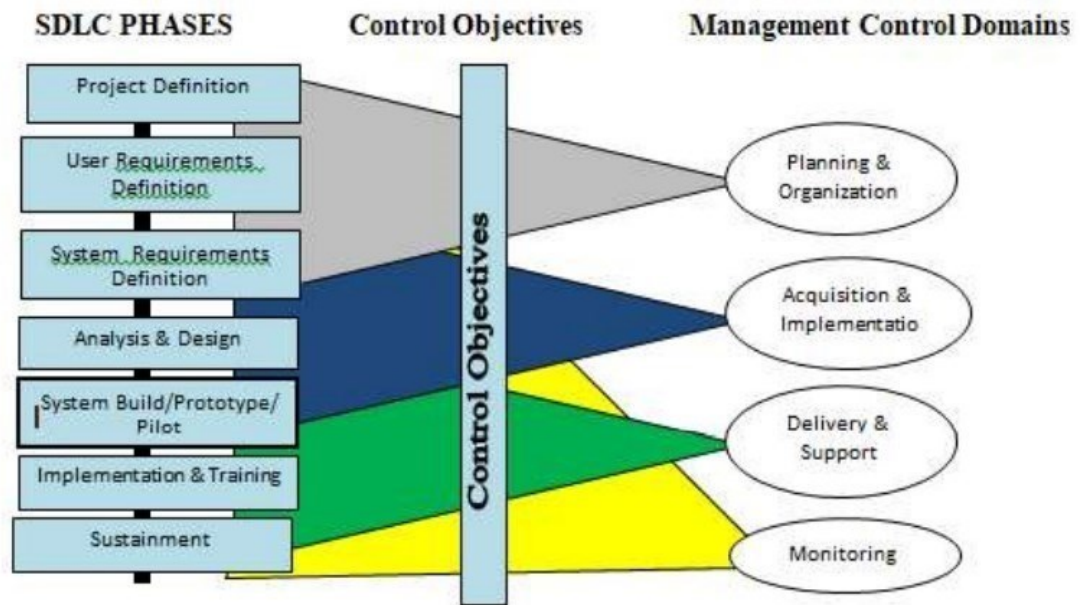 SDLC PHASES
Control Objectives
Management Control Domains
Project Definition
User Requirements
Definition
System Requirements
Definition
Analysis & Design
System Build/Prototype/
Pilot
Implementation & Training
Sustainment
Control Objectives
Planning &
Organization
Acquisition &
Implementatio
Delivery &
Support
Monitoring